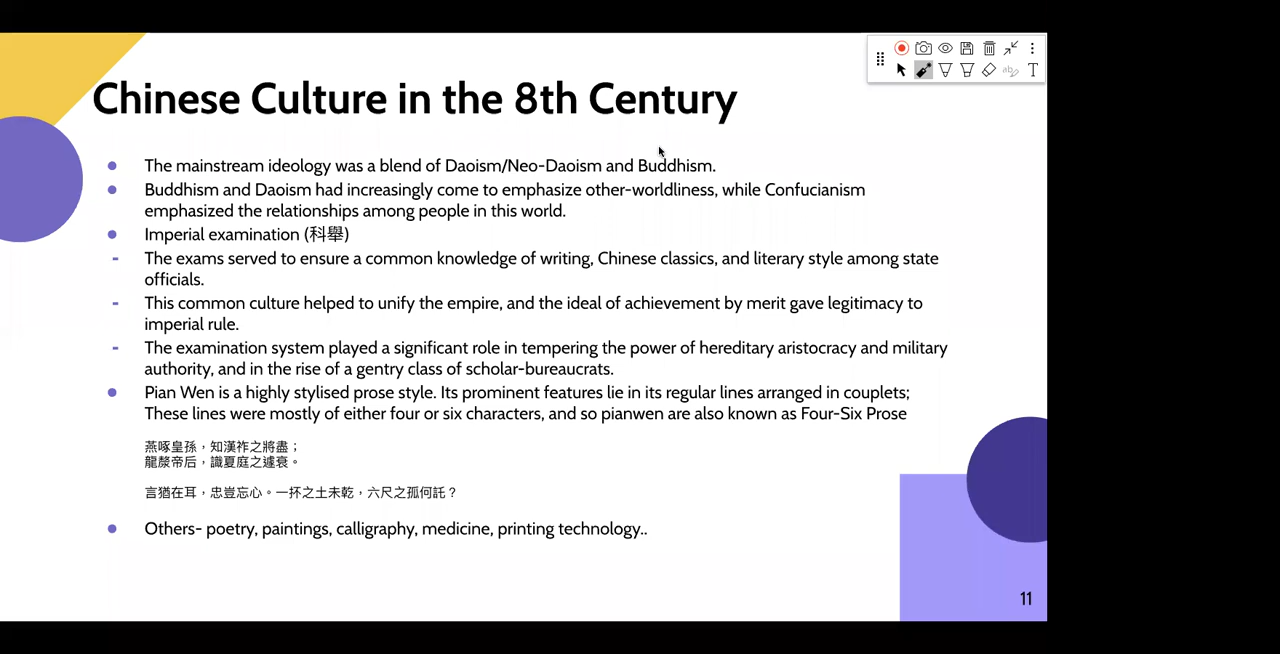 Chinese Culture in the 8th Century
The mainstream ideology was a blend of Daoism/Neo-Daoism and Buddhism.
Buddhism and Daoism had increasingly come to emphasize other-worldliness, while Confucianism
emphasized the relationships among people in this world.
Imperial examination (科舉)
- The exams served to ensure a common knowledge of writing, Chinese classics, and literary style among state
officials.
- This common culture helped to unify the empire, and the ideal of achievement by merit gave legitimacy to
imperial rule.
- The examination system played a significant role in tempering the power of hereditary aristocracy and military
authority, and in the rise of a gentry class of scholar-bureaucrats.
Pian Wen is a highly stylised prose style. Its prominent features lie in its regular lines arranged in couplets;
These lines were mostly of either four or six characters, and so pianwen are also known as Four-Six Prose
燕啄皇孫，知漢祚之將盡；
龍漦帝后，識夏庭之遽衰。
言猶在耳，忠豈忘心。一抔之土未乾，六尺之孤何託？
Others- poetry, paintings, calligraphy, medicine, printing technology..
11